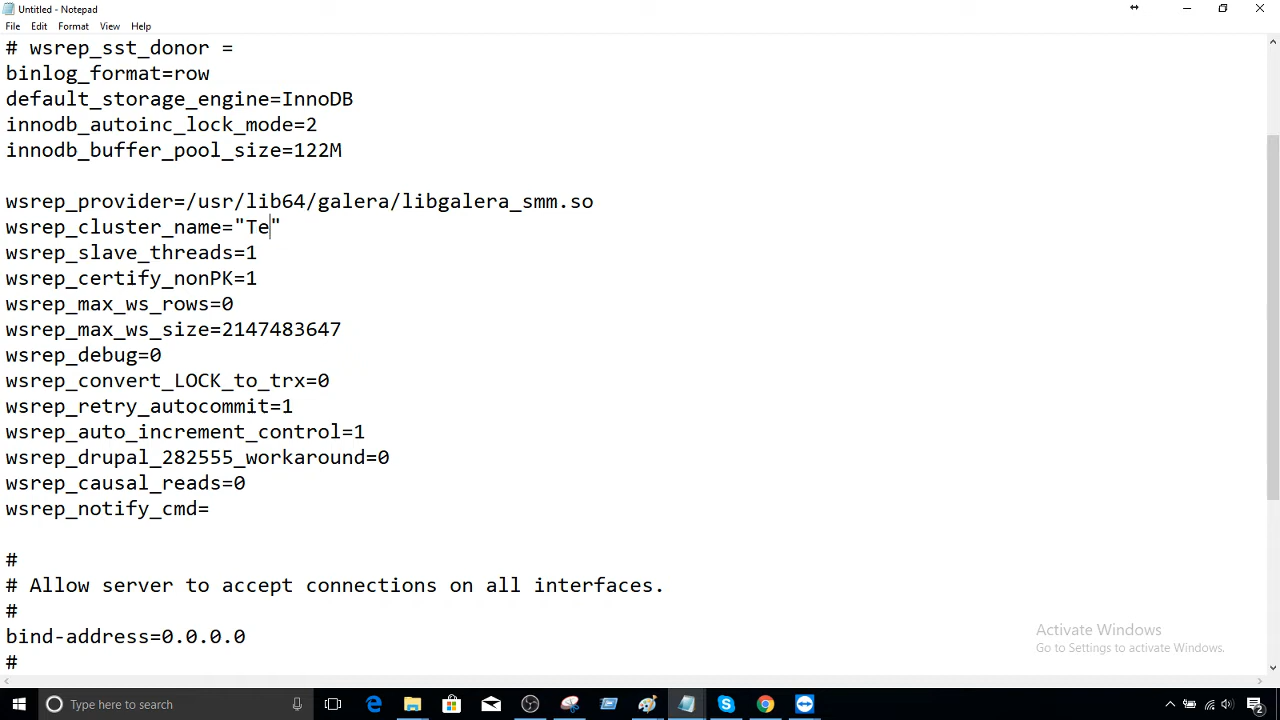 Untitled - Notepad
File Edit Format View Help
# wsrep_sst_donor =
binlog_format=row
default_storage_engine=InnoDB
innodb_autoinc_lock_mode=2
innodb_buffer_pool_size=122M
wsrep_provider=/usr/lib64/galera/libgalera_smm.so
wsrep_cluster_name="Te"
wsrep_slave_threads=1
wsrep_certify_nonPK=1
wsrep_max_ws_rows=0
wsrep_max_ws_size=2147483647
wsrep_debug=0
wsrep_convert_LOCK_to_trx=0
wsrep_retry_autocommit=1
wsrep_auto_increment_control=1
wsrep_drupal_282555_workaround=0
wsrep_causal_reads=0
wsrep_notify_cmd=
#
# Allow server to accept connections on all interfaces.
#
bind-address=0.0.0.0
#
Activate Windows
Go to Settings to activate Windows.
Type here to search
2